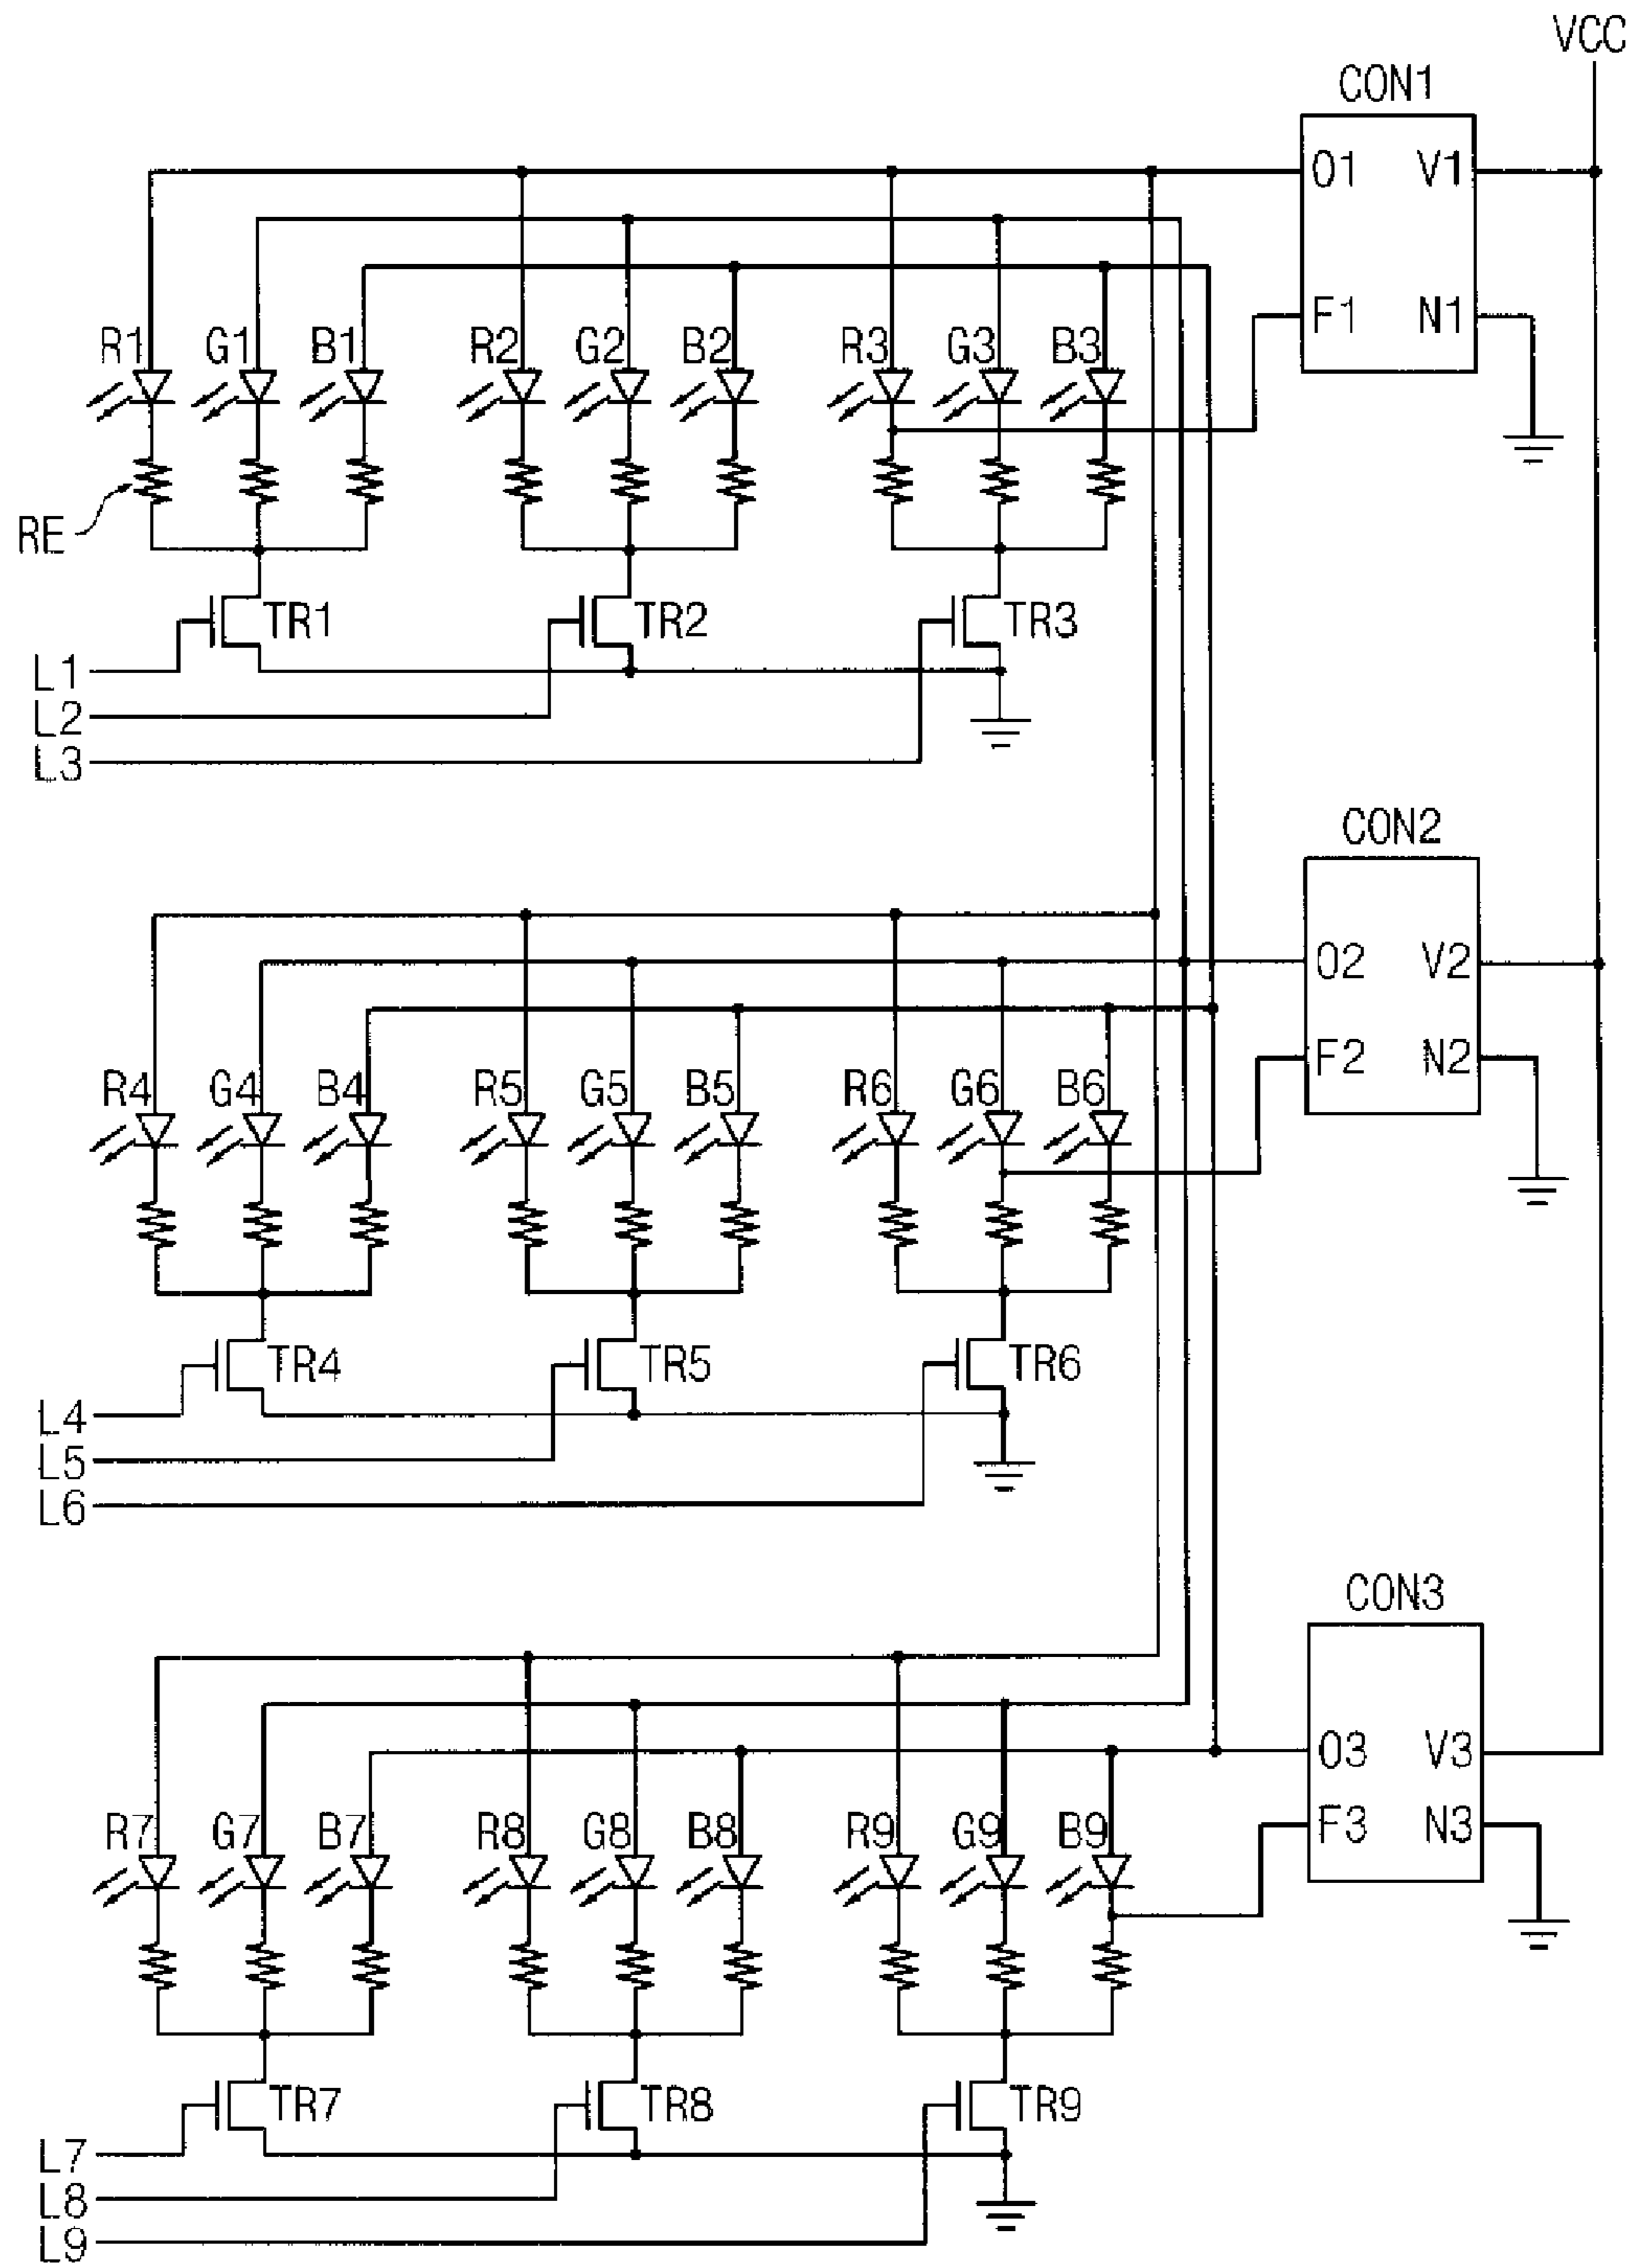 VCC
CON1
O1 V1
F1 N1
R1 G1 B1 R2 G2 B2 R3 G3 B3
RE
TR1 TR2 TR3
L1
L2
L3
CON2
O2 V2
F2 N2
R4 G4 B4 R5 G5 B5 R6 G6 B6
TR4 TR5 TR6
L4
L5
L6
CON3
O3 V3
F3 N3
R7 G7 B7 R8 G8 B8 R9 G9 B9
TR7 TR8 TR9
L7
L8
L9